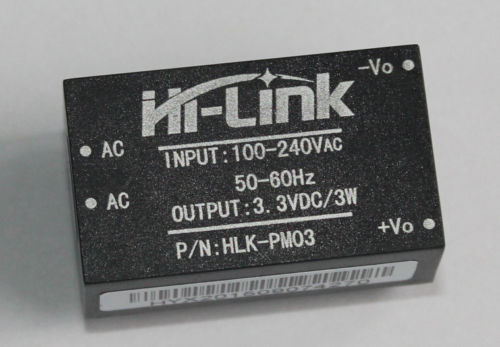 -Vo
Hi-Link
AC
INPUT:100-240VAC
50-60Hz
AC
OUTPUT:3.3VDC/3W
+Vo
P/N:HLK-PM03